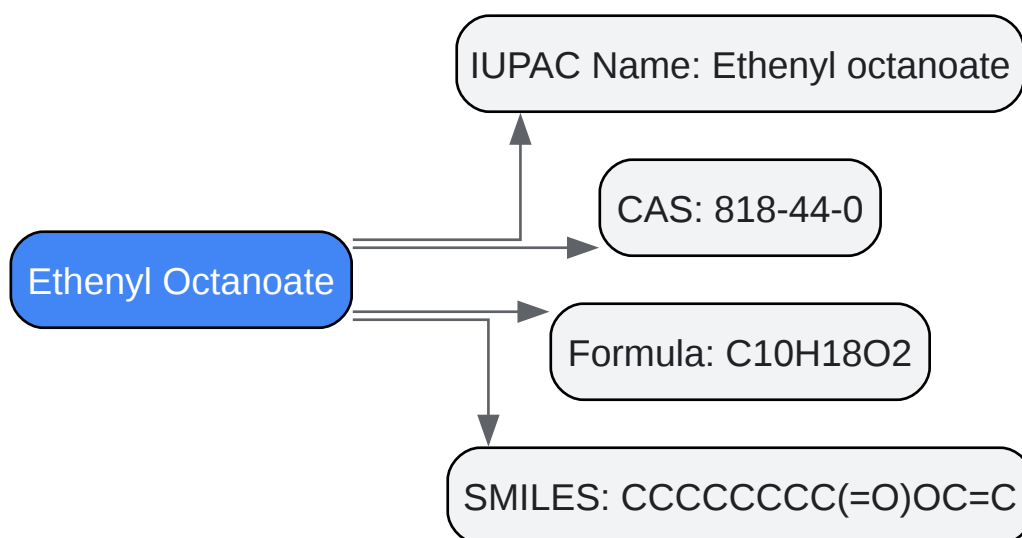 IUPAC Name: Ethenyl octanoate
CAS: 818-44-0
Ethenyl Octanoate
Formula: C10H18O2
SMILES: CCCCCCCC(=O)OC=C